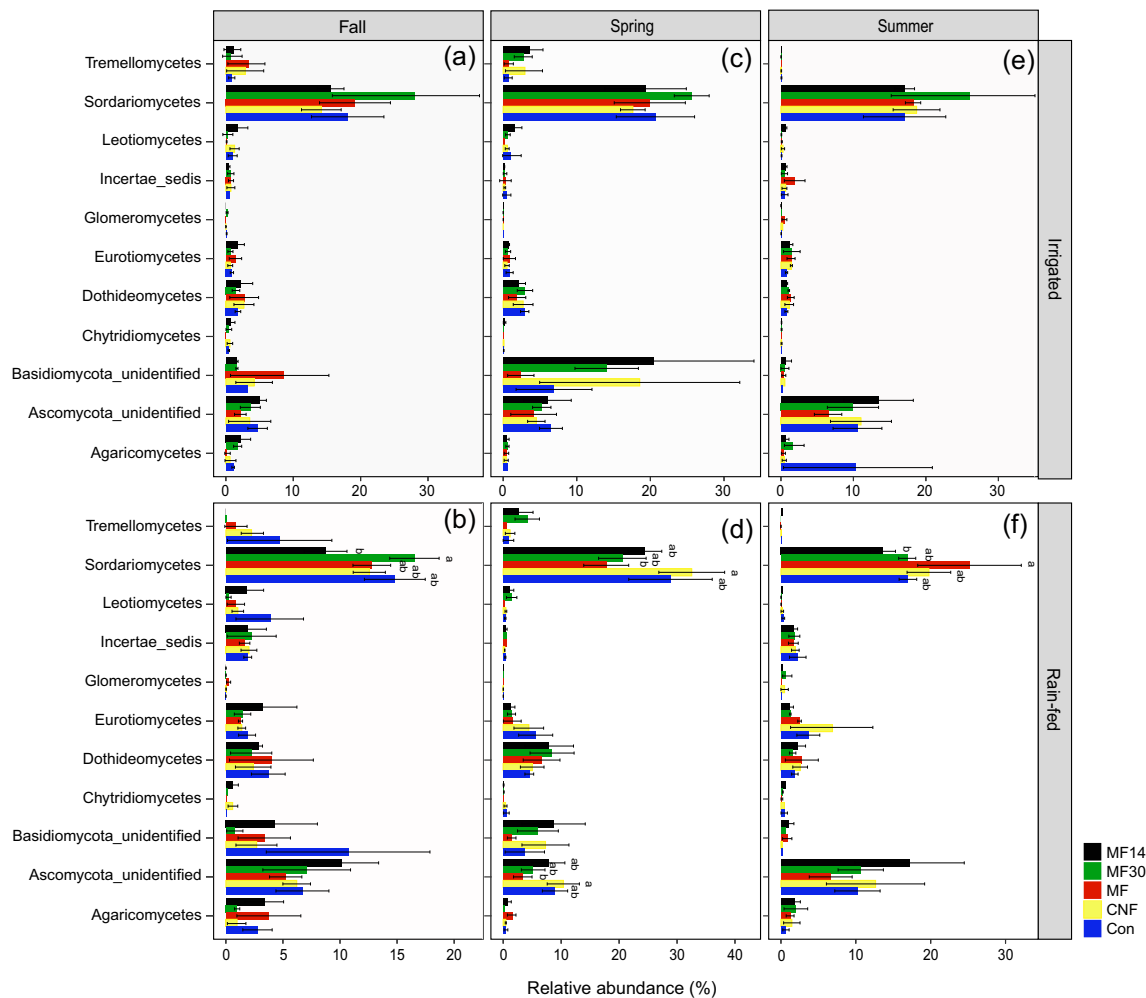 Fall
Spring
Summer
(a)
(c)
(e)
Tremellomycetes
Sordariomycetes
Leotiomycetes
Incertae_sedis
Glomeromycetes
Eurotiomycetes
Dothideomycetes
Chytridiomycetes
Basidiomycota_unidentified
Ascomycota_unidentified
Agaricomycetes
Irrigated
0 10 20 30
0 10 20 30 40
0 10 20 30
(b)
(d)
(f)
Tremellomycetes
Sordariomycetes
Leotiomycetes
Incertae_sedis
Glomeromycetes
Eurotiomycetes
Dothideomycetes
Chytridiomycetes
Basidiomycota_unidentified
Ascomycota_unidentified
Agaricomycetes
b
a
ab
ab
ab
ab
ab
b
a
ab
b
ab
a
ab
ab
ab
ab
b
a
ab
Rain-fed
0 5 10 15 20
0 10 20 30 40
0 10 20 30
Relative abundance (%)
MF14
MF30
MF
CNF
Con